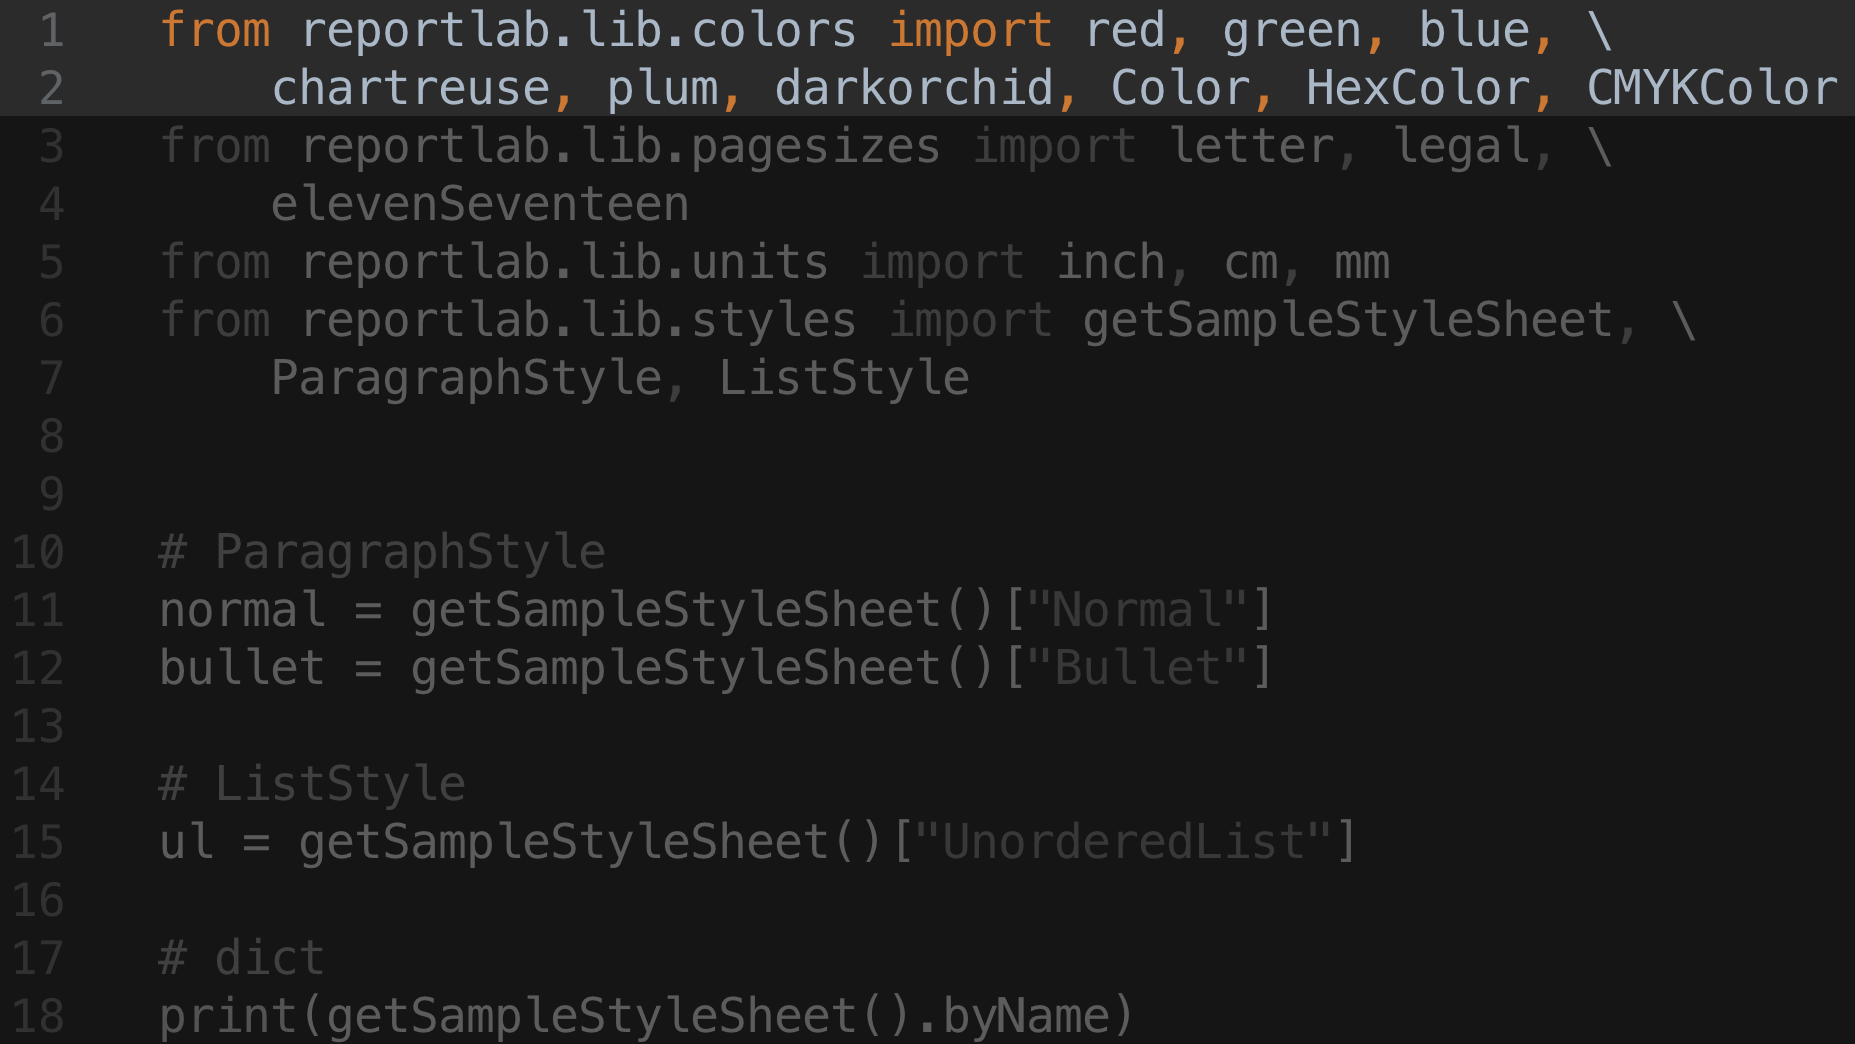 1 from reportlab.lib.colors import red, green, blue, \
2     chartreuse, plum, darkorchid, Color, HexColor, CMYKColor
3 from reportlab.lib.pagesizes import letter, legal, \
4     elevenSeventeen
5 from reportlab.lib.units import inch, cm, mm
6 from reportlab.lib.styles import getSampleStyleSheet, \
7     ParagraphStyle, ListStyle
8
9
10 # ParagraphStyle
11 normal = getSampleStyleSheet()["Normal"]
12 bullet = getSampleStyleSheet()["Bullet"]
13
14 # ListStyle
15 ul = getSampleStyleSheet()["UnorderedList"]
16
17 # dict
18 print(getSampleStyleSheet().byName)